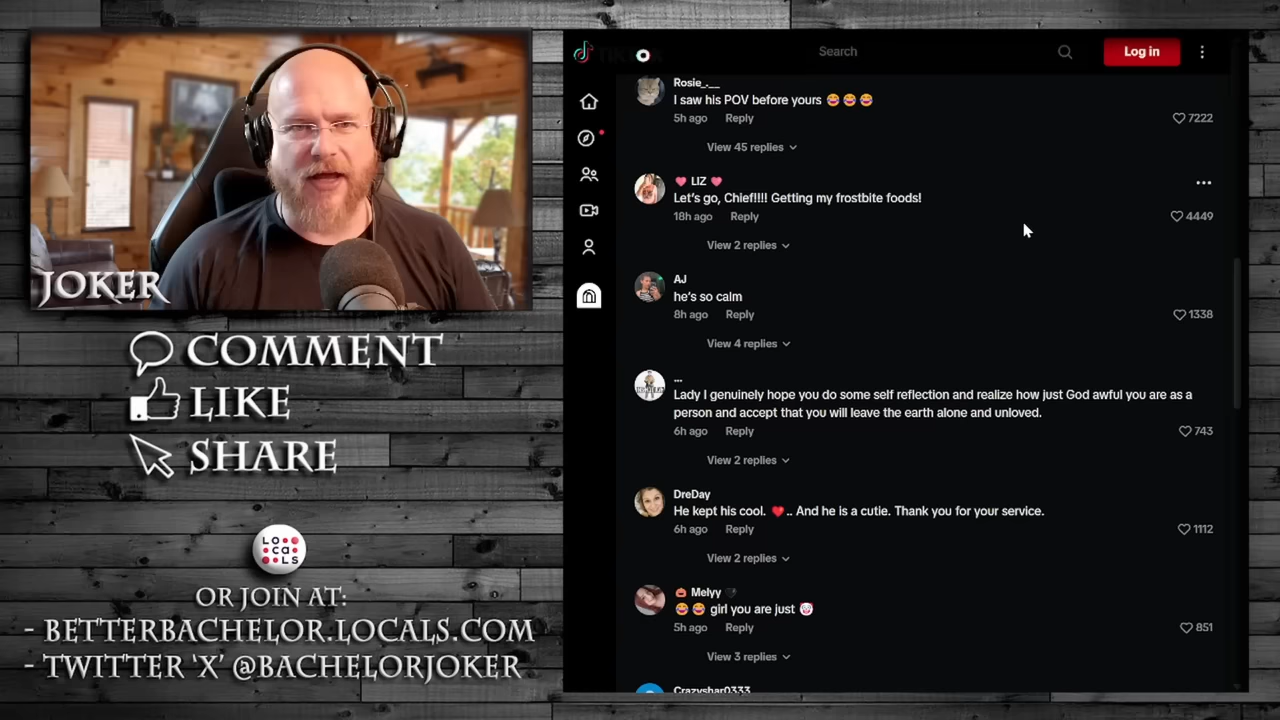 JOKER
COMMENT
LIKE
SHARE
LOCALS
OR JOIN AT:
- BETTERBACHELOR.LOCALS.COM
- TWITTER 'X' @BACHELORJOKER
Search
Log in
Rosie_.__
I saw his POV before yours 😂😂😂
5h ago Reply
7222
View 45 replies
💗 LIZ 💗
Let's go, Chief!!!! Getting my frostbite foods!
18h ago Reply
4449
View 2 replies
AJ
he's so calm
8h ago Reply
1338
View 4 replies
...
Lady I genuinely hope you do some self reflection and realize how just God awful you are as a
person and accept that you will leave the earth alone and unloved.
6h ago Reply
743
View 2 replies
DreDay
He kept his cool. ❤️.. And he is a cutie. Thank you for your service.
6h ago Reply
1112
View 2 replies
🎃 Melyy 🖤
😂😂 girl you are just 🤡
5h ago Reply
851
View 3 replies
Crazyshar0333